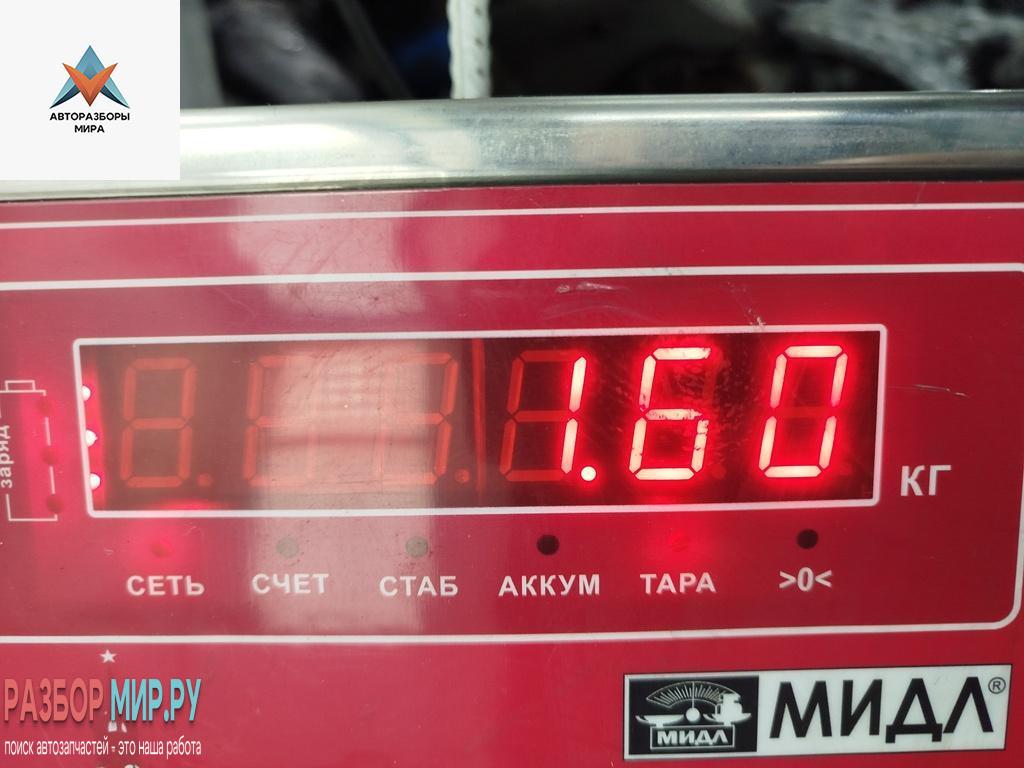 АВТОРАЗБОРЫ
МИРА
1.60
КГ
заряд
СЕТЬ СЧЕТ СТАБ АККУМ ТАРА >0<
РАЗБОР МИР.РУ
поиск автозапчастей - это наша работа
МИДЛ МИДЛ®